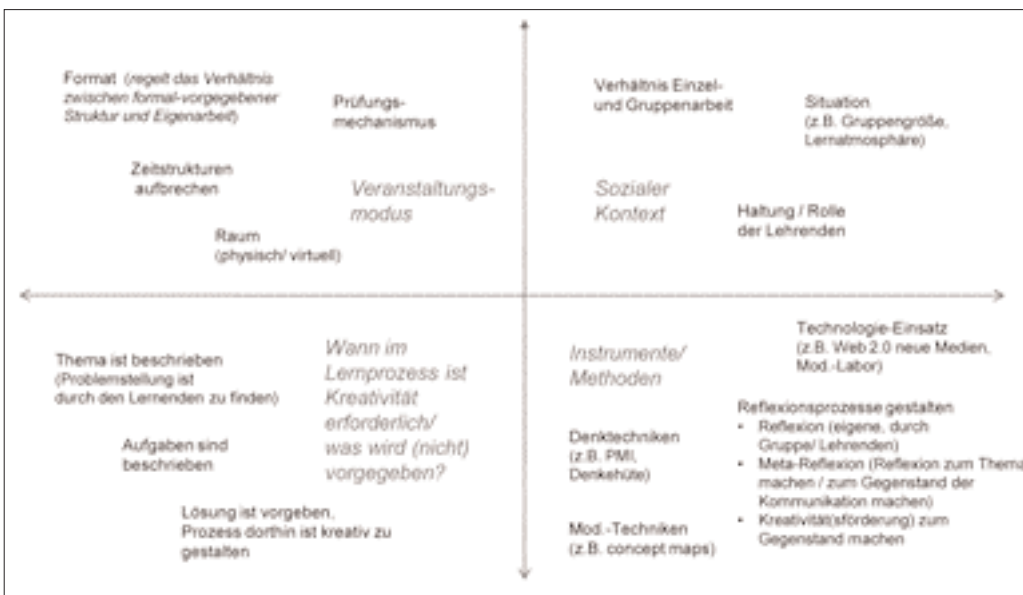 Format (regelt das Verhältnis
zwischen formal-vorgegebener
Struktur und Eigenarbeit)
Prüfungs-
mechanismus
Zeitstrukturen
aufbrechen
Veranstaltungs-
modus
Raum
(physisch/ virtuell)
Verhältnis Einzel-
und Gruppenarbeit
Situation
(z.B. Gruppengröße,
Lernatmosphäre)
Sozialer
Kontext
Haltung / Rolle
der Lehrenden
Thema ist beschrieben
(Problemstellung ist
durch den Lernenden zu finden)
Wann im
Lernprozess ist
Kreativität
erforderlich/
was wird (nicht)
vorgegeben?
Aufgaben sind
beschrieben
Lösung ist vorgeben,
Prozess dorthin ist kreativ zu
gestalten
Instrumente/
Methoden
Technologie-Einsatz
(z.B. Web 2.0 neue Medien,
Mod.-Labor)
Denktechniken
(z.B. PMI,
Denkehüte)
Mod.-Techniken
(z.B. concept maps)
Reflexionsprozesse gestalten
• Reflexion (eigene, durch
Gruppe/ Lehrenden)
• Meta-Reflexion (Reflexion zum Thema
machen / zum Gegenstand der
Kommunikation machen)
• Kreativität(sförderung) zum
Gegenstand machen